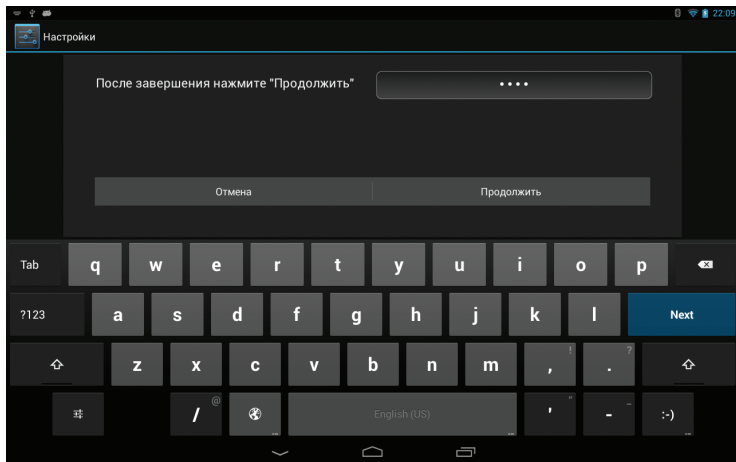 22:09
Настройки
После завершения нажмите "Продолжить" ••••
Отмена Продолжить
Tab q w e r t y u i o p
?123 a s d f g h j k l Next
z x c v b n m , ! . ?
/ @ English (US) ' " - _ :-)